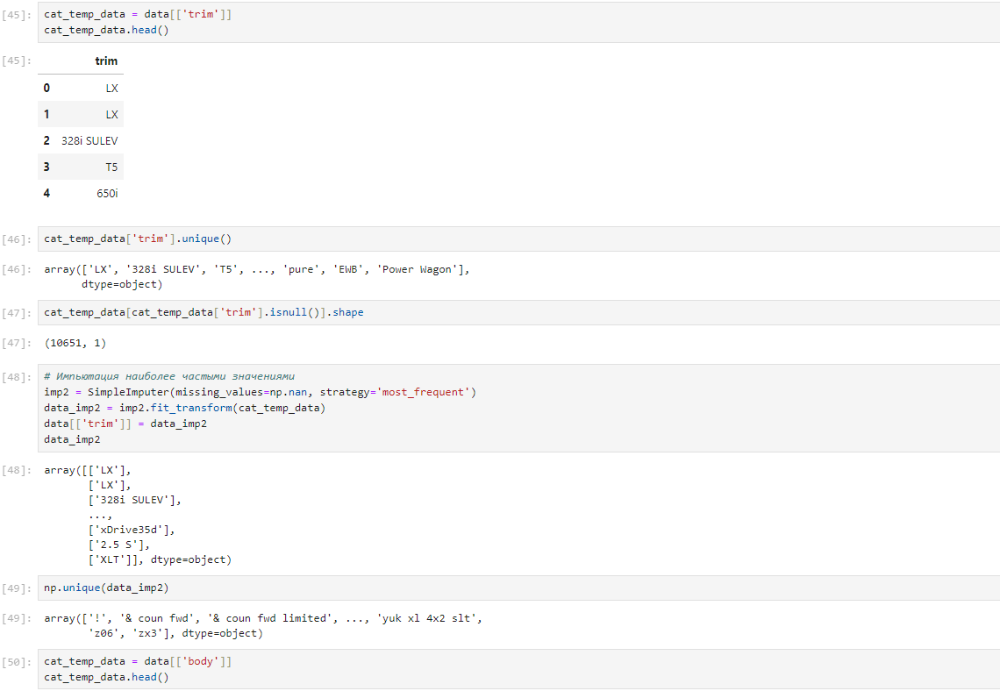 [45]: cat_temp_data = data[['trim']]
cat_temp_data.head()
[45]: trim
0 LX
1 LX
2 328i SULEV
3 T5
4 650i
[46]: cat_temp_data['trim'].unique()
[46]: array(['LX', '328i SULEV', 'T5', ..., 'pure', 'EWB', 'Power Wagon'],
dtype=object)
[47]: cat_temp_data[cat_temp_data['trim'].isnull()].shape
[47]: (10651, 1)
[48]: # Импьютация наиболее частыми значениями
imp2 = SimpleImputer(missing_values=np.nan, strategy='most_frequent')
data_imp2 = imp2.fit_transform(cat_temp_data)
data[['trim']] = data_imp2
data_imp2
[48]: array([['LX'],
['LX'],
['328i SULEV'],
...,
['xDrive35d'],
['2.5 S'],
['XLT']], dtype=object)
[49]: np.unique(data_imp2)
[49]: array(['!', '& coun fwd', '& coun fwd limited', ..., 'yuk xl 4x2 slt',
'z06', 'zx3'], dtype=object)
[50]: cat_temp_data = data[['body']]
cat_temp_data.head()